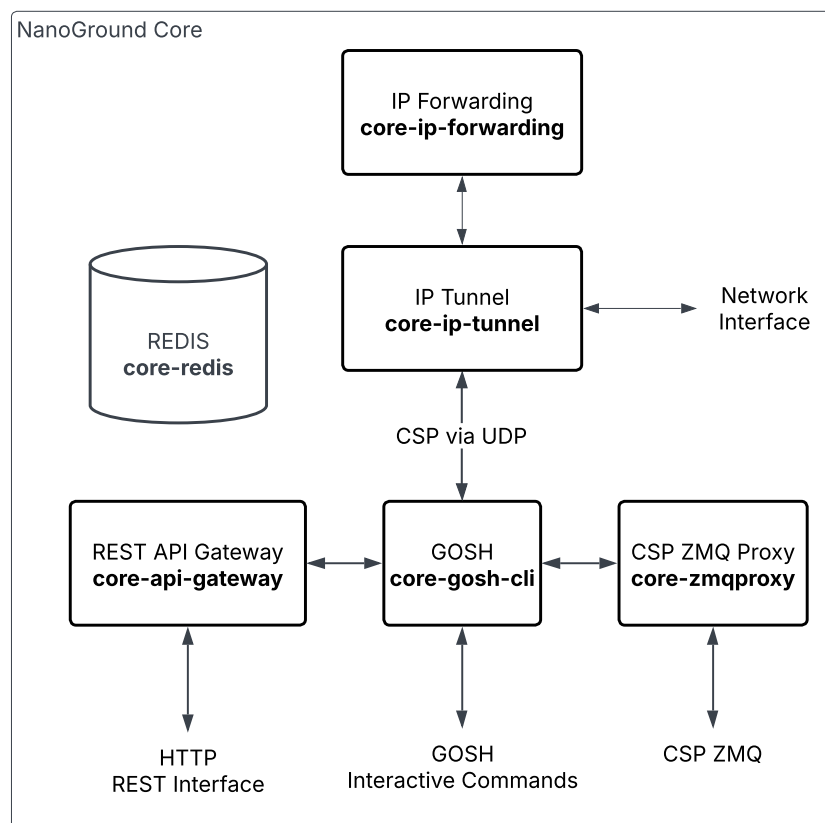 NanoGround Core
IP Forwarding
core-ip-forwarding
IP Tunnel
core-ip-tunnel
Network
Interface
REDIS
core-redis
CSP via UDP
REST API Gateway
core-api-gateway
GOSH
core-gosh-cli
CSP ZMQ Proxy
core-zmqproxy
HTTP
REST Interface
GOSH
Interactive Commands
CSP ZMQ